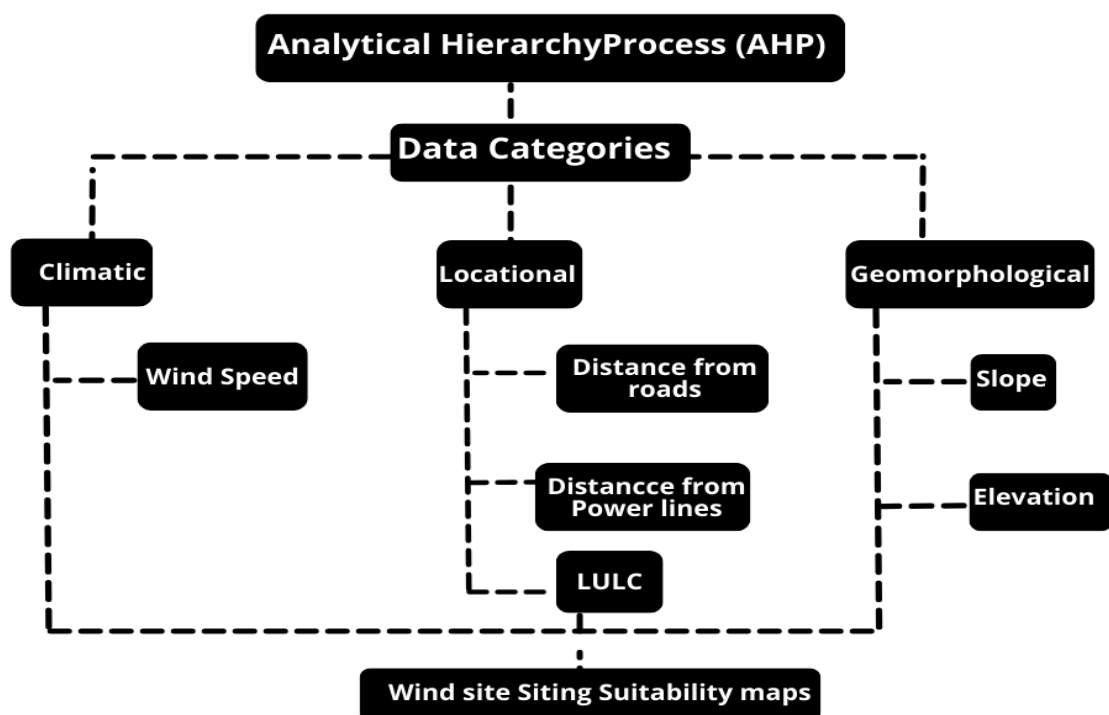 Analytical HierarchyProcess (AHP)
Data Categories
Climatic
Locational
Geomorphological
Wind Speed
Distance from
roads
Slope
Distancce from
Power lines
Elevation
LULC
Wind site Siting Suitability maps